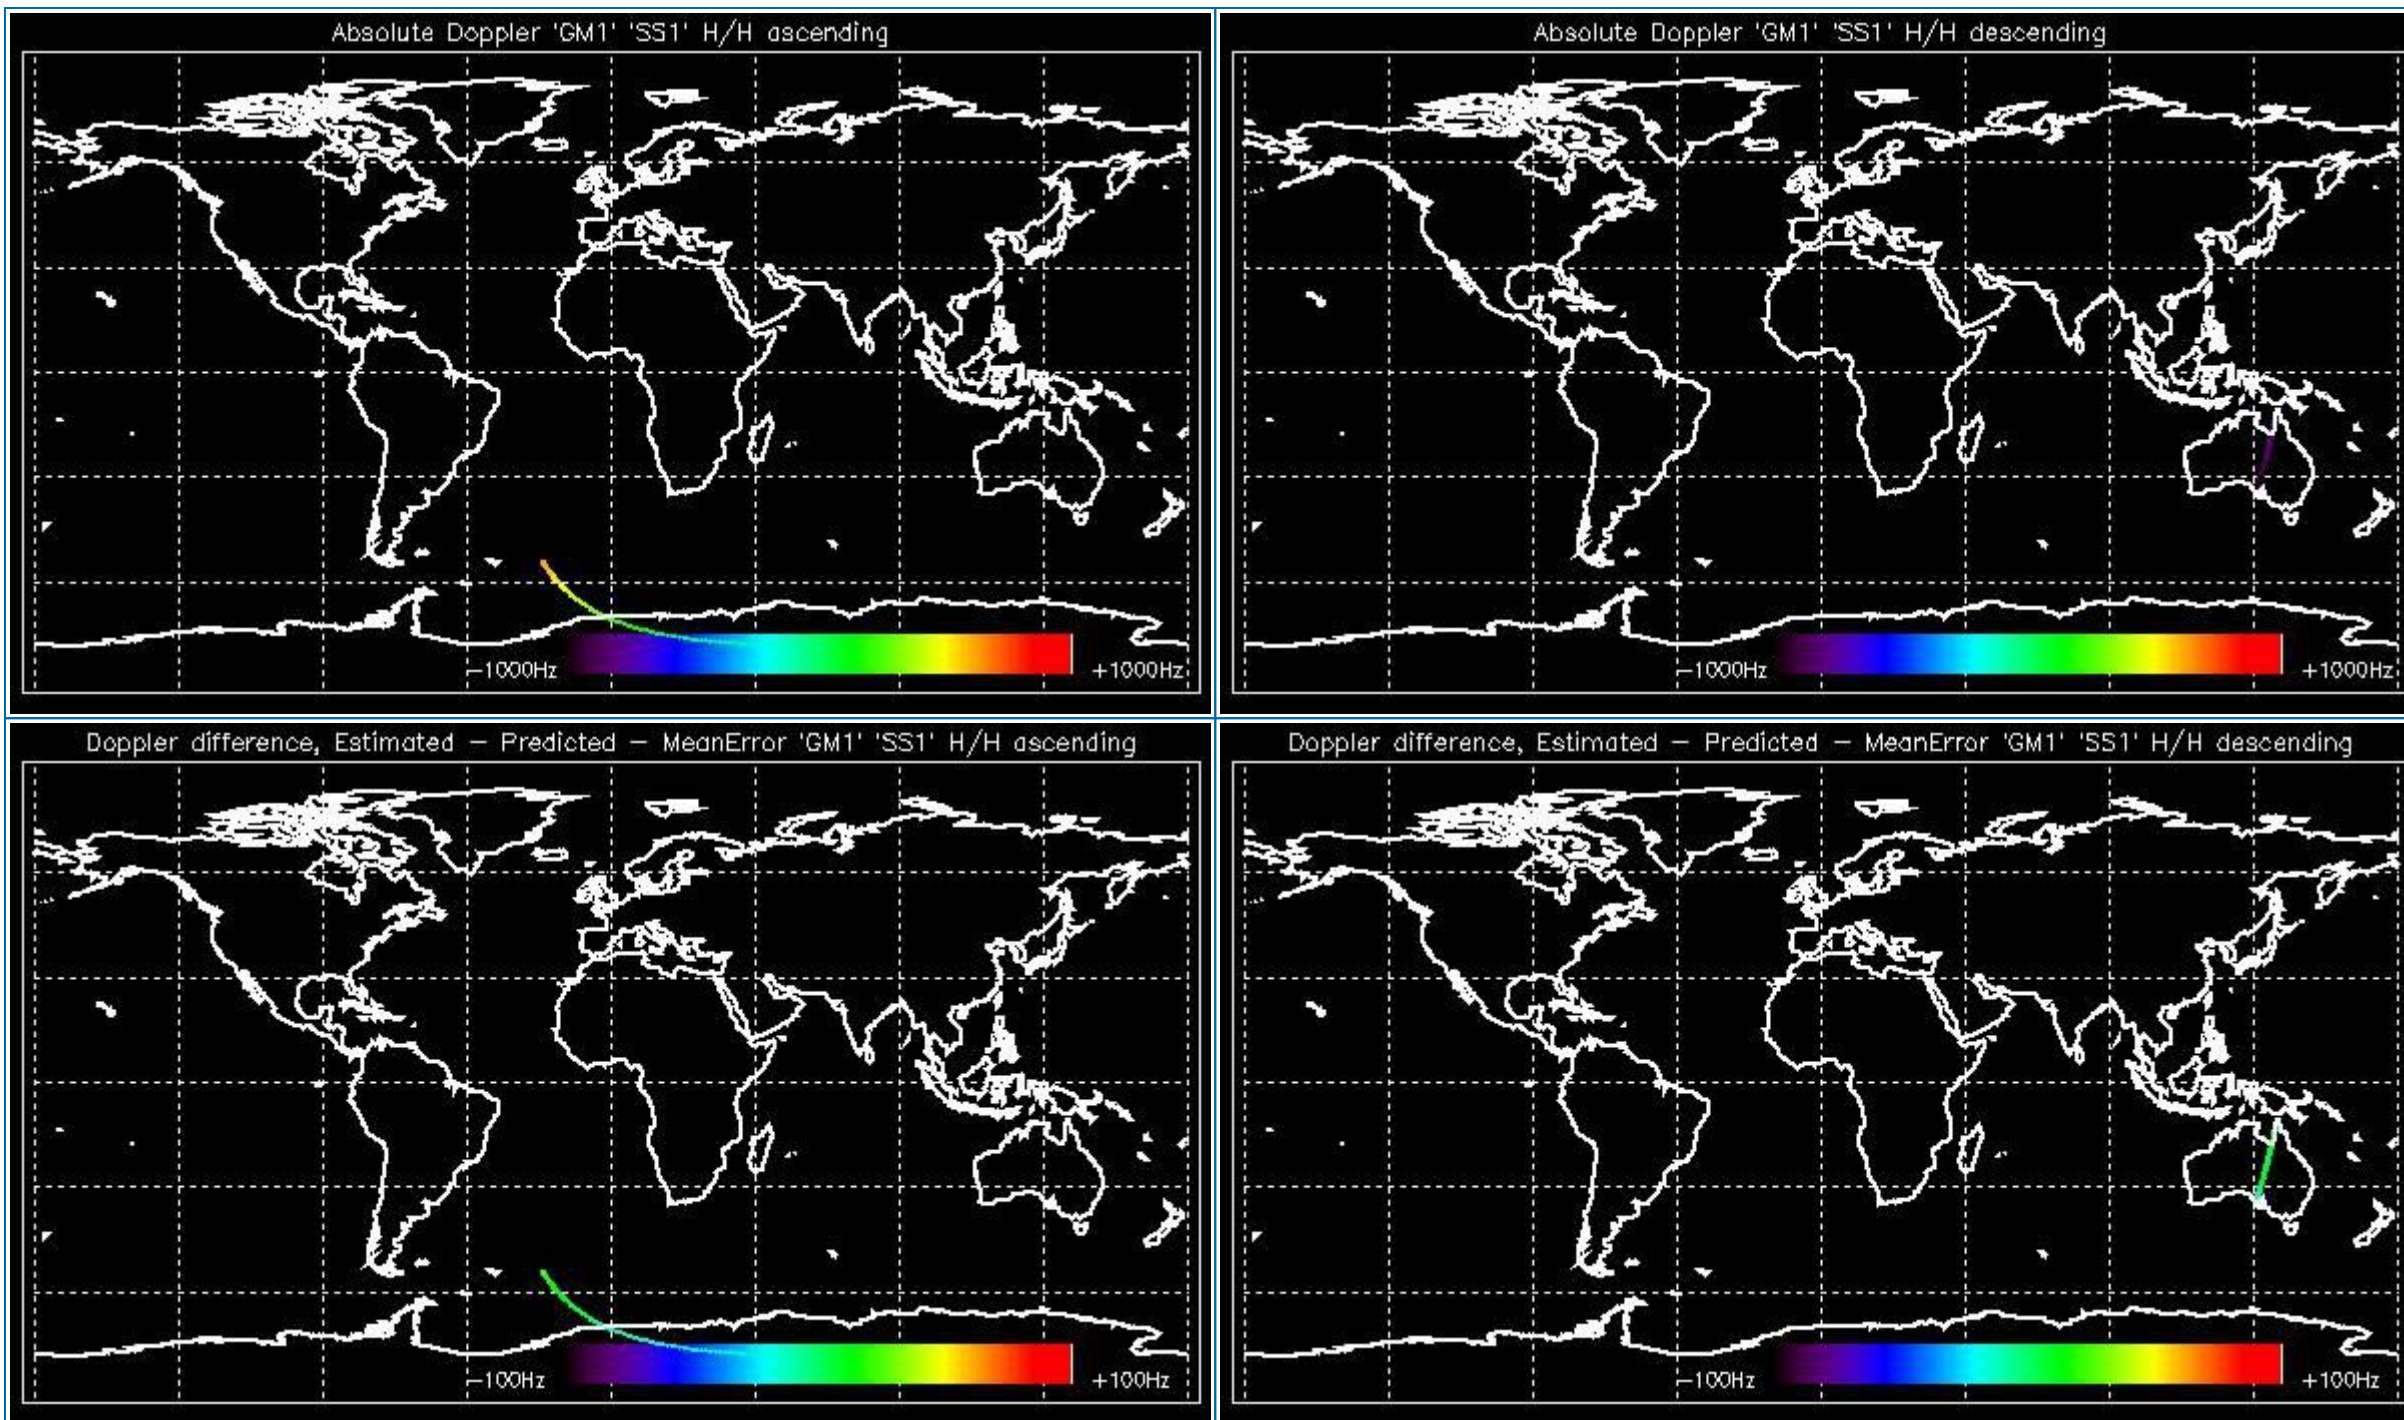 Absolute Doppler 'GM1' 'SS1' H/H ascending
-1000Hz
+1000Hz
Absolute Doppler 'GM1' 'SS1' H/H descending
-1000Hz
+1000Hz
Doppler difference, Estimated - Predicted - MeanError 'GM1' 'SS1' H/H ascending
-100Hz
+100Hz
Doppler difference, Estimated - Predicted - MeanError 'GM1' 'SS1' H/H descending
-100Hz
+100Hz